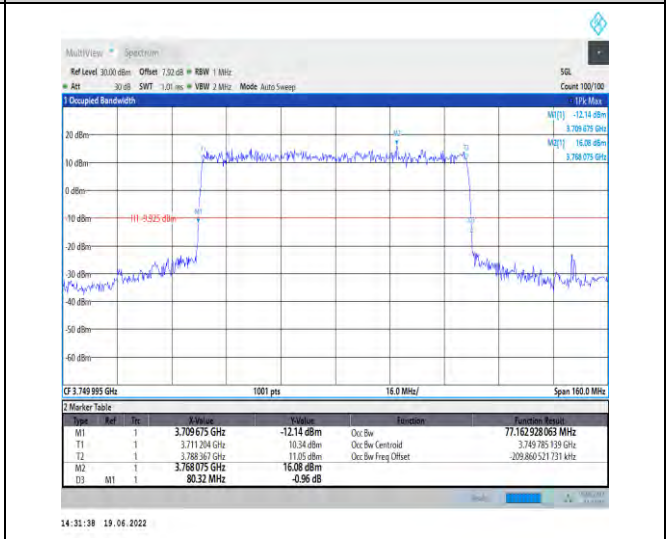 MultiView Spectrum
Ref Level 30.00 dBm Offset 7.92 dB RBW 1 MHz SGL
Att 30 dB SWT 1.01 ms VBW 2 MHz Mode Auto Sweep Count 100/100
1 Occupied Bandwidth 1Pk Max
M1[1] -12.14 dBm
3.709 675 GHz
M2[1] 16.08 dBm
3.768 075 GHz
20 dBm
M2
T1 T2
10 dBm
0 dBm
M1
-10 dBm H1 -9.925 dBm
-20 dBm
-30 dBm
-40 dBm
-50 dBm
-60 dBm
CF 3.749 995 GHz 1001 pts 16.0 MHz/ Span 160.0 MHz
2 Marker Table
Type Ref Trc X-Value Y-Value Function Function Result
M1 1 3.709 675 GHz -12.14 dBm Occ Bw 77.162 928 063 MHz
T1 1 3.711 204 GHz 10.34 dBm Occ Bw Centroid 3.749 785 139 GHz
T2 1 3.788 367 GHz 11.05 dBm Occ Bw Freq Offset -209.860 521 731 kHz
M2 1 3.768 075 GHz 16.08 dBm
D3 M1 1 80.32 MHz -0.96 dB
14:31:38 19.06.2022